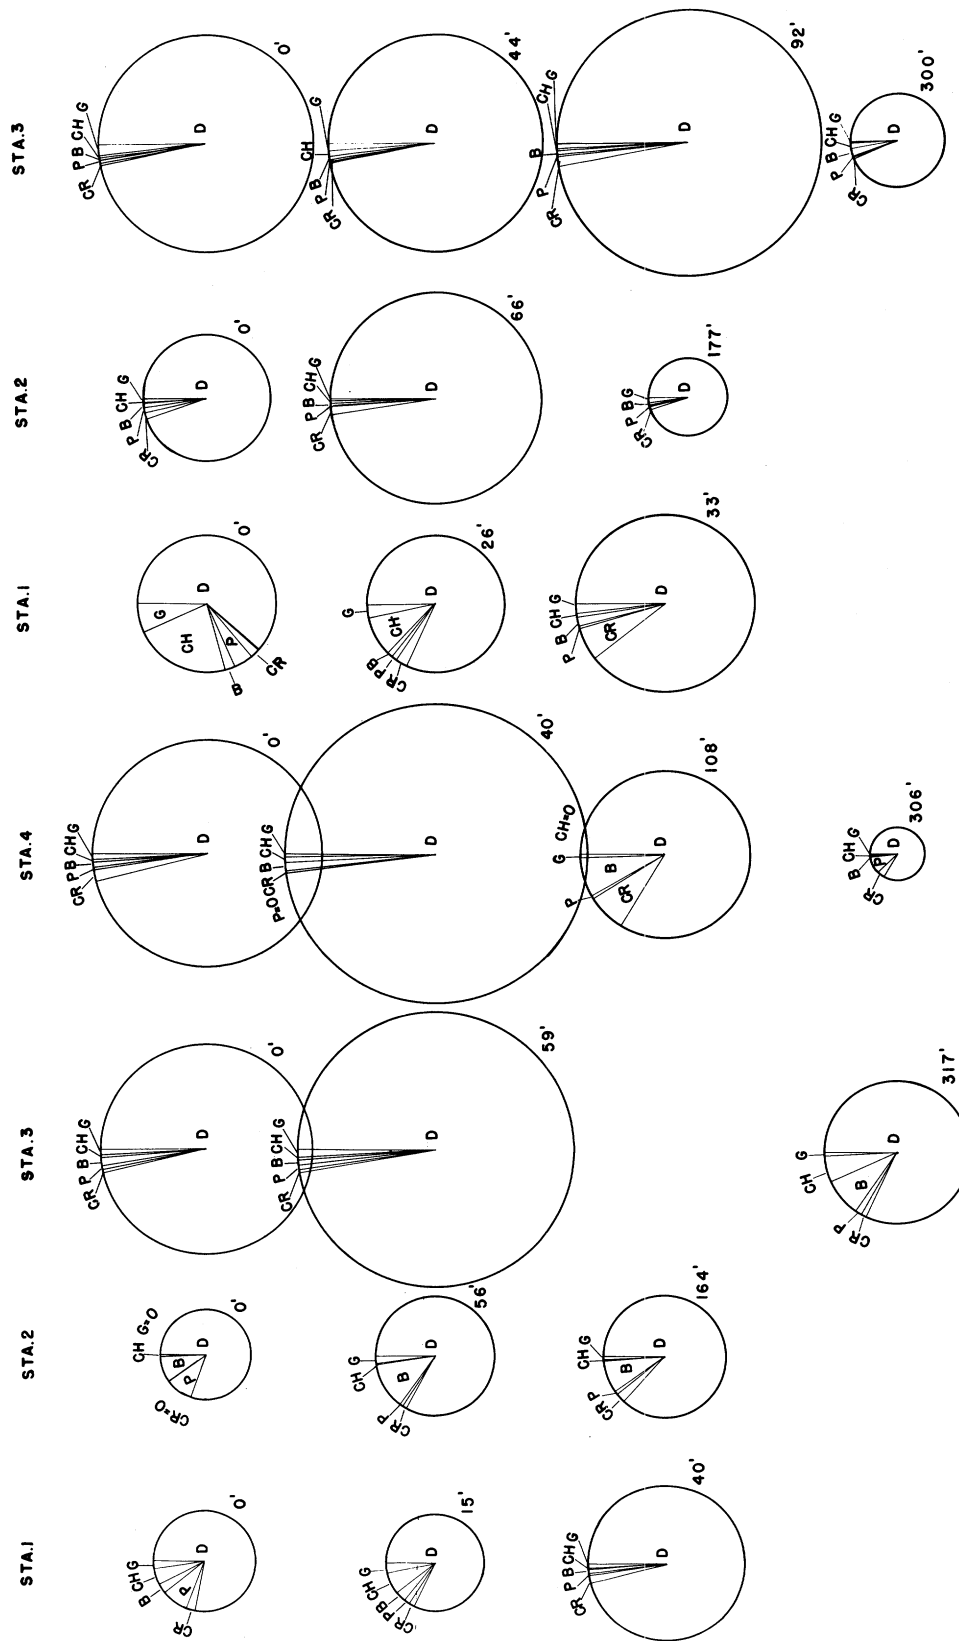 STA.1 STA.2 STA.3 STA.4 STA.1 STA.2 STA.3
CR P B CH G D 0'
CR=0 P B CH G=0 D 0'
CR P B CH G D 0'
CR P B CH G D 0'
CR P B CH G D 0'
CR P B CH G D 0'
CR P B CH G D 0'
CR P B CH G D 15'
CR P B CH G D 56'
CR P B CH G D 59'
P=0 CR B CH G D 40'
CR P B CH G D 26'
CR P B CH G D 66'
CR P B CH G D 44'
CR P B CH G D 40'
CR P B CH G D 164'
P CR B G CH=0 D 108'
P B CR CH G D 33'
CR P B G D 177'
CR P B CH G D 92'
CR P B CH G D 317'
CR P B CH G D 306'
CR P B CH G D 300'